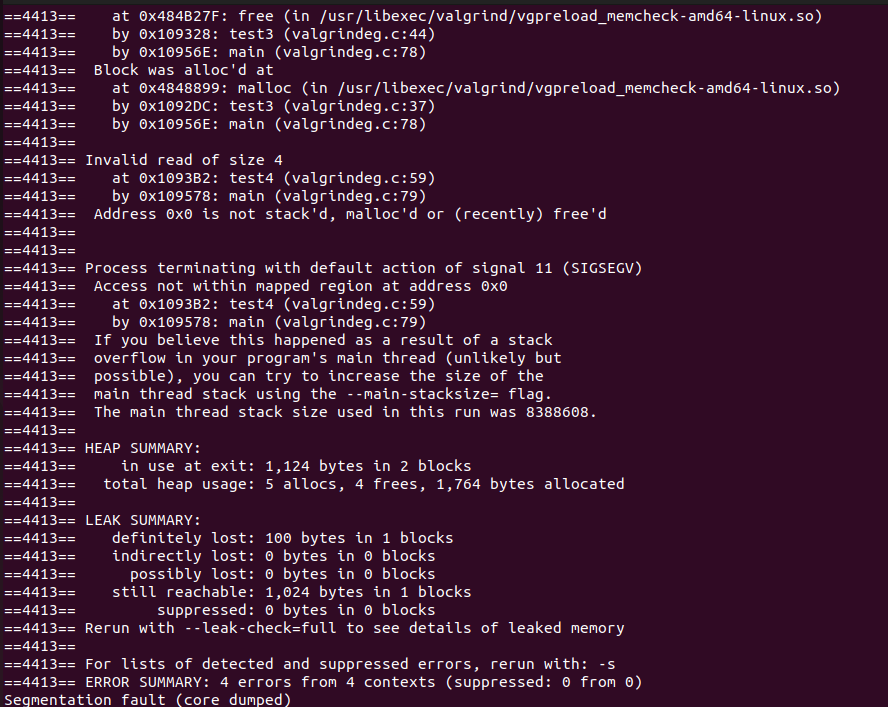 ==4413==    at 0x484B27F: free (in /usr/libexec/valgrind/vgpreload_memcheck-amd64-linux.so)
==4413==    by 0x109328: test3 (valgrindeg.c:44)
==4413==    by 0x10956E: main (valgrindeg.c:78)
==4413==  Block was alloc'd at
==4413==    at 0x4848899: malloc (in /usr/libexec/valgrind/vgpreload_memcheck-amd64-linux.so)
==4413==    by 0x1092DC: test3 (valgrindeg.c:37)
==4413==    by 0x10956E: main (valgrindeg.c:78)
==4413==
==4413== Invalid read of size 4
==4413==    at 0x1093B2: test4 (valgrindeg.c:59)
==4413==    by 0x109578: main (valgrindeg.c:79)
==4413==  Address 0x0 is not stack'd, malloc'd or (recently) free'd
==4413==
==4413==
==4413== Process terminating with default action of signal 11 (SIGSEGV)
==4413==  Access not within mapped region at address 0x0
==4413==    at 0x1093B2: test4 (valgrindeg.c:59)
==4413==    by 0x109578: main (valgrindeg.c:79)
==4413==  If you believe this happened as a result of a stack
==4413==  overflow in your program's main thread (unlikely but
==4413==  possible), you can try to increase the size of the
==4413==  main thread stack using the --main-stacksize= flag.
==4413==  The main thread stack size used in this run was 8388608.
==4413==
==4413== HEAP SUMMARY:
==4413==     in use at exit: 1,124 bytes in 2 blocks
==4413==   total heap usage: 5 allocs, 4 frees, 1,764 bytes allocated
==4413==
==4413== LEAK SUMMARY:
==4413==    definitely lost: 100 bytes in 1 blocks
==4413==    indirectly lost: 0 bytes in 0 blocks
==4413==      possibly lost: 0 bytes in 0 blocks
==4413==    still reachable: 1,024 bytes in 1 blocks
==4413==         suppressed: 0 bytes in 0 blocks
==4413== Rerun with --leak-check=full to see details of leaked memory
==4413==
==4413== For lists of detected and suppressed errors, rerun with: -s
==4413== ERROR SUMMARY: 4 errors from 4 contexts (suppressed: 0 from 0)
Segmentation fault (core dumped)